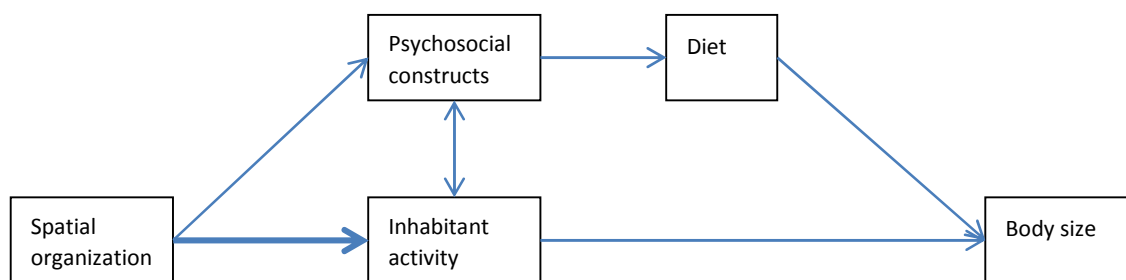 Psychosocial
constructs
Diet
Spatial
organization
Inhabitant
activity
Body size